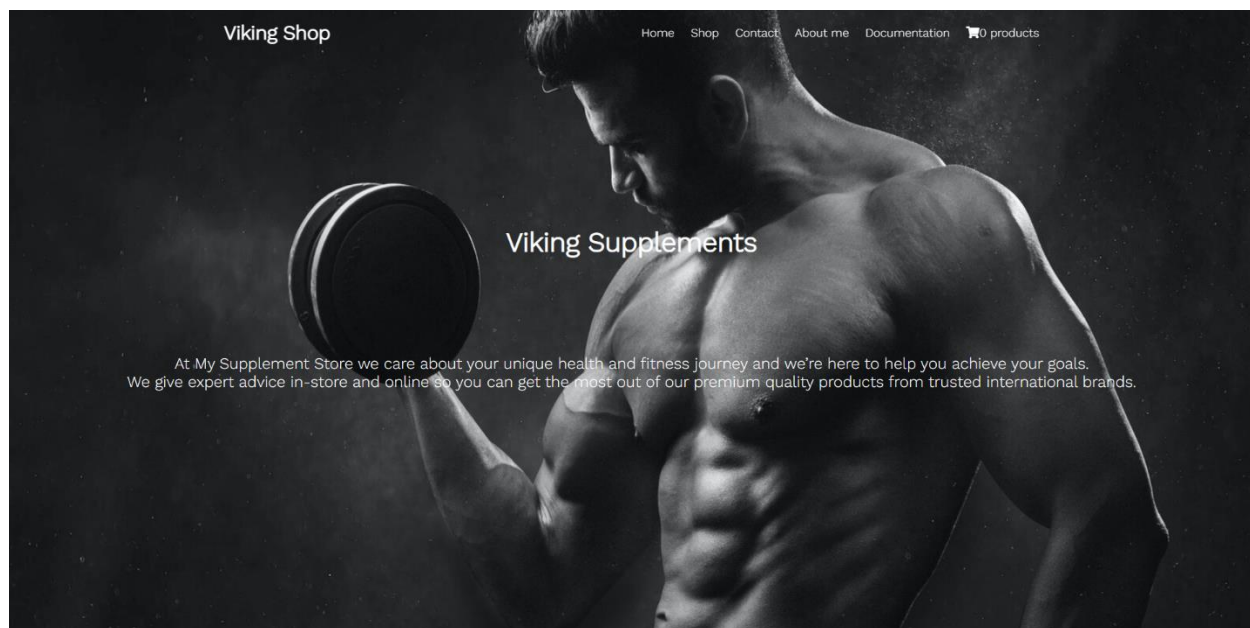 Viking Shop
Home Shop Contact About me Documentation 0 products
Viking Supplements
At My Supplement Store we care about your unique health and fitness journey and we’re here to help you achieve your goals.
We give expert advice in-store and online so you can get the most out of our premium quality products from trusted international brands.